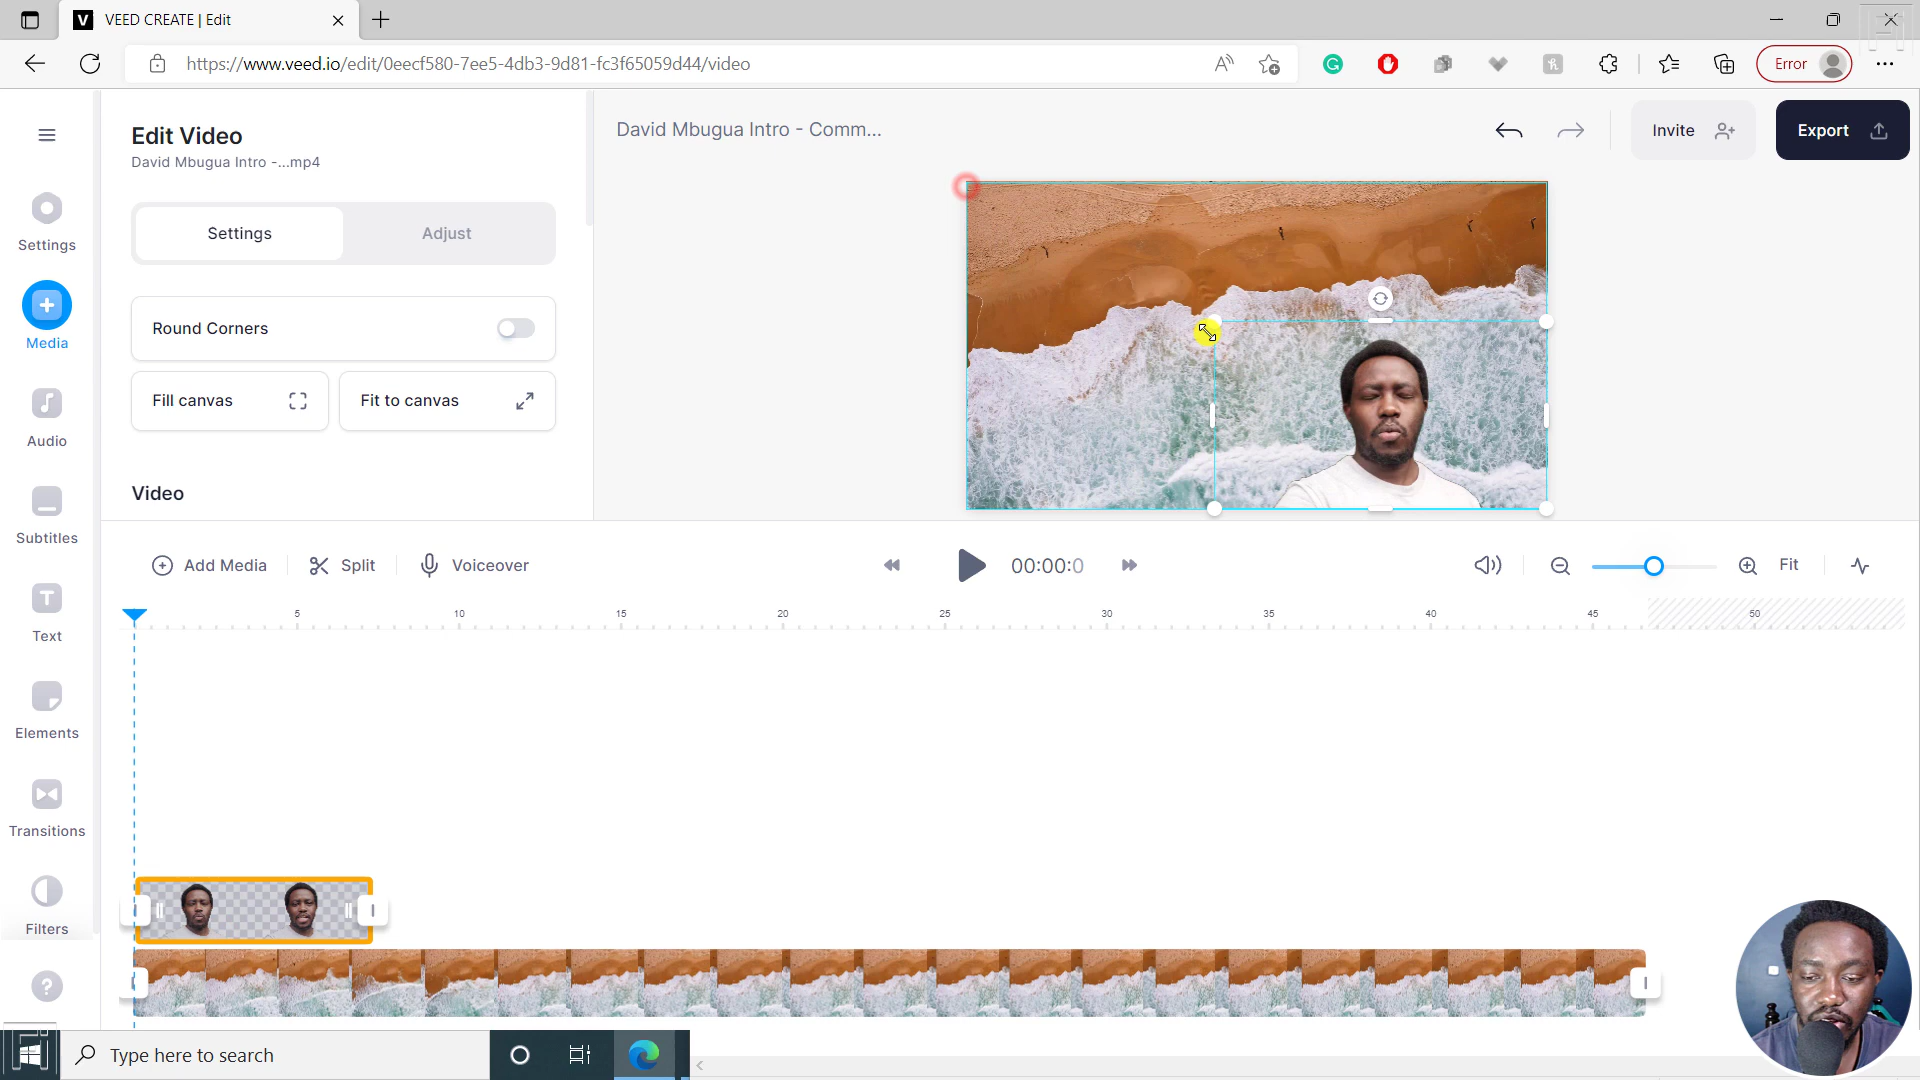 V VEED CREATE | Edit
https://www.veed.io/edit/0eecf580-7ee5-4db3-9d81-fc3f65059d44/video
Error
Edit Video
David Mbugua Intro -...mp4
David Mbugua Intro - Comm...
Invite
Export
Settings
Adjust
Settings
Round Corners
Media
Fill canvas
Fit to canvas
Audio
Video
Subtitles
Add Media
Split
Voiceover
00:00:0
Fit
5 10 15 20 25 30 35 40 45 50
Text
Elements
Transitions
Filters
Type here to search